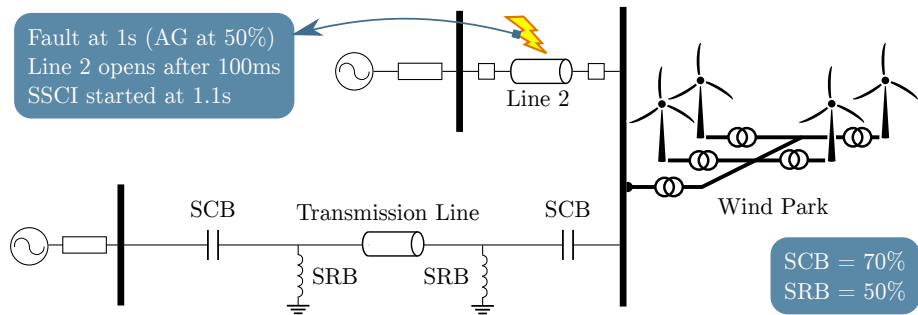 Fault at 1s (AG at 50%)
Line 2 opens after 100ms
SSCI started at 1.1s
Line 2
SCB
Transmission Line
SCB
Wind Park
SRB
SRB
SCB = 70%
SRB = 50%